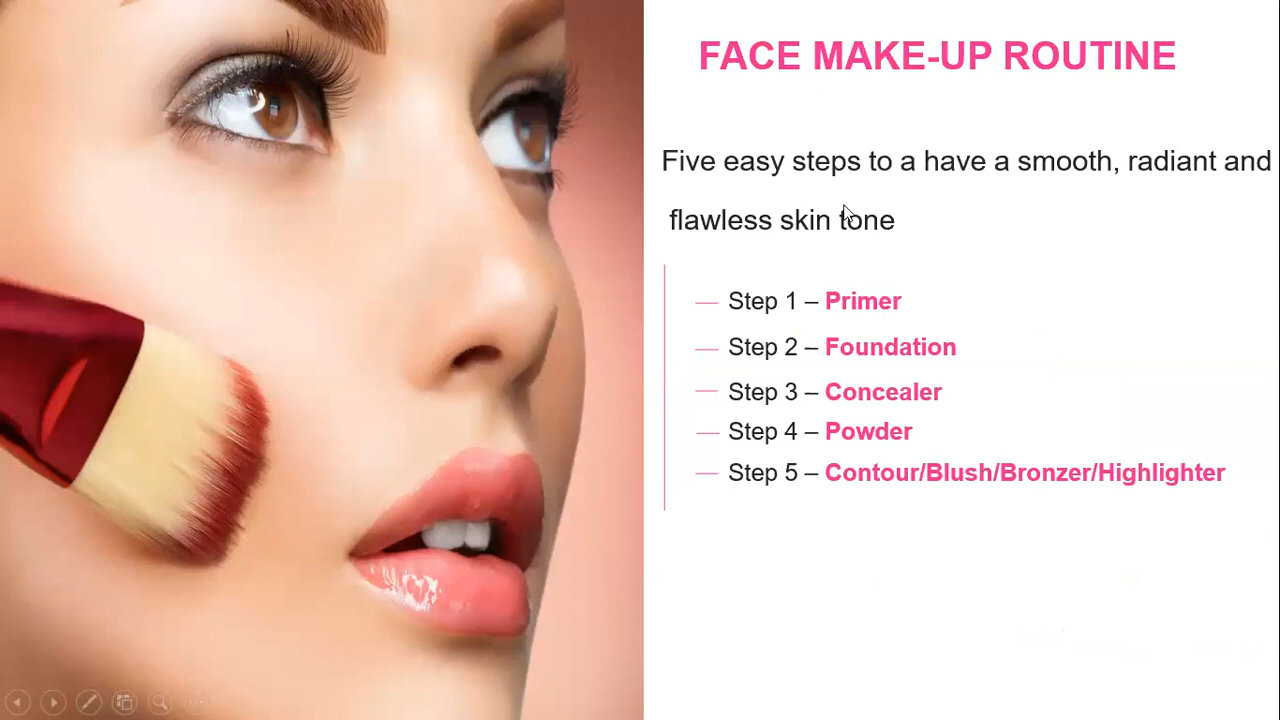 FACE MAKE-UP ROUTINE
Five easy steps to a have a smooth, radiant and
flawless skin tone
— Step 1 – Primer
— Step 2 – Foundation
— Step 3 – Concealer
— Step 4 – Powder
— Step 5 – Contour/Blush/Bronzer/Highlighter